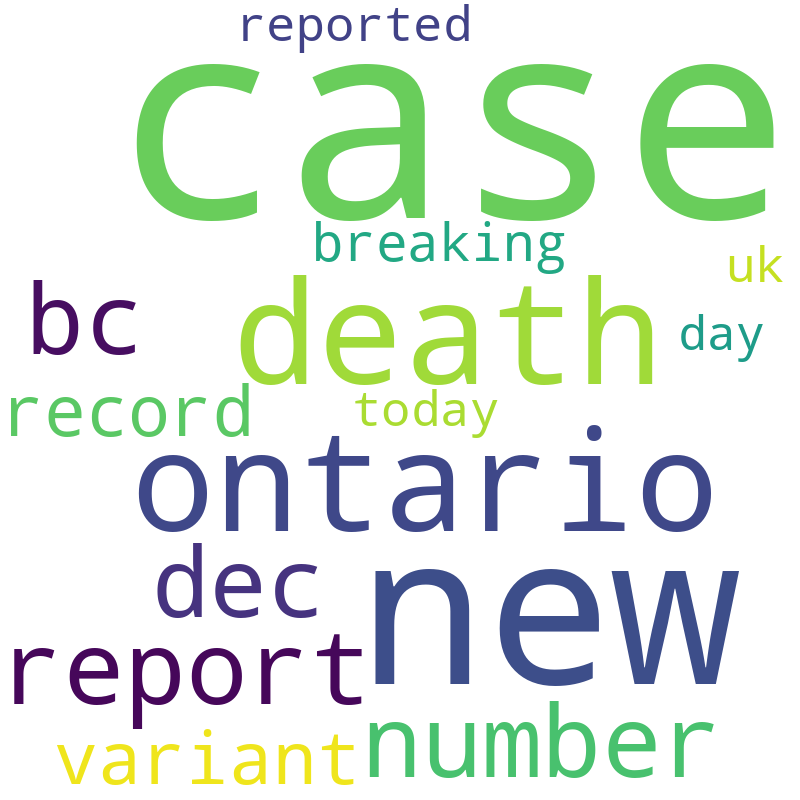 reported
case
breaking
uk
bc death day
record today
ontario
dec new
report
variant number